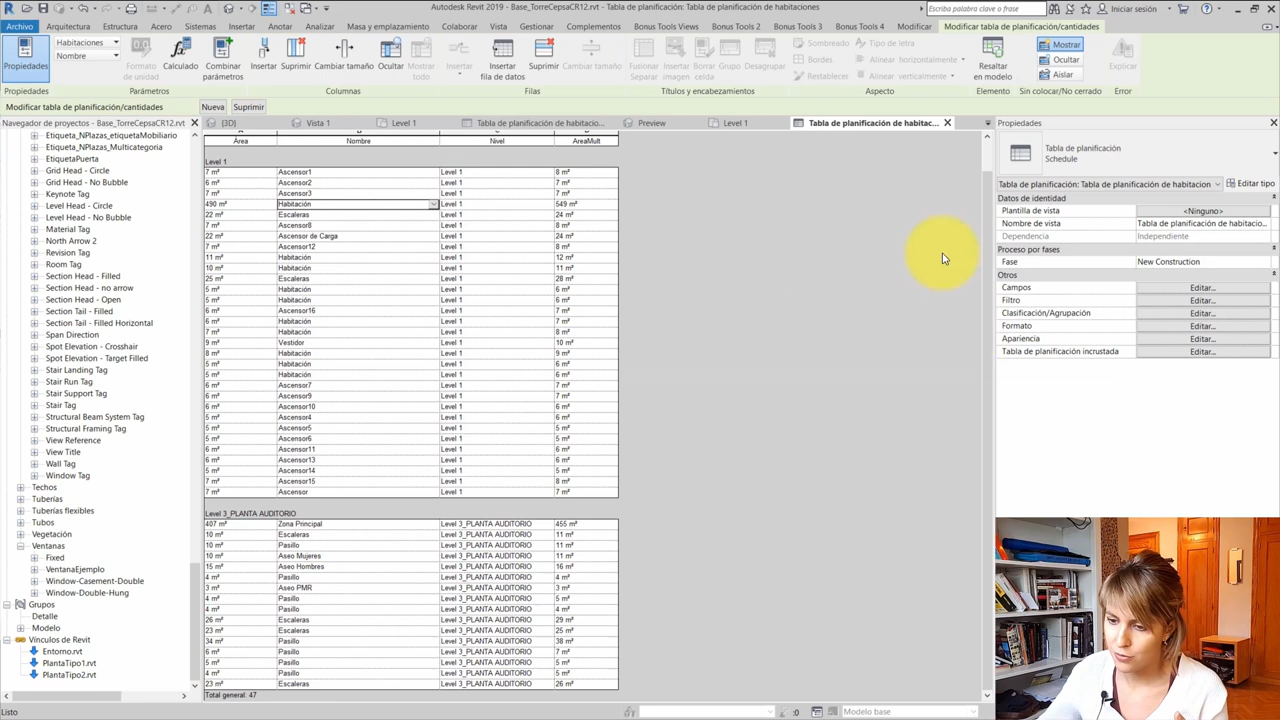 Autodesk Revit 2019 - Base_TorreCepsaCR12.rvt - Tabla de planificación: Tabla de planificación de habitaciones
Escriba palabra clave o frase
Iniciar sesión
Archivo Arquitectura Estructura Acero Sistemas Insertar Anotar Analizar Masa y emplazamiento Colaborar Vista Gestionar Complementos Bonus Tools Bonus Tools 2 Bonus Tools 3 Bonus Tools 4 Modificar Modificar tabla de planificación/cantidades
Habitaciones
Nombre
Propiedades
Formato de unidad
Calculado
Combinar parámetros
Insertar
Suprimir
Cambiar tamaño
Ocultar
Mostrar todo
Insertar
Insertar fila de datos
Suprimir
Cambiar tamaño
Fusionar Separar
Insertar imagen
Borrar celda
Grupo
Desagrupar
Sombreado
Bordes
Restablecer
Tipo de letra
Alinear horizontalmente
Alinear verticalmente
Resaltar en modelo
Mostrar
Ocultar
Aislar
Explicar
Propiedades Parámetros Columnas Filas Títulos y encabezamientos Aspecto Elemento Sin colocar/No cerrado Error
Modificar tabla de planificación/cantidades
Nueva
Suprimir
Navegador de proyectos - Base_TorreCepsaCR12.rvt
{3D}
Vista 1
Level 1
Tabla de planificación de habitacio...
Preview
Level 1
Tabla de planificación de habitac...
Etiqueta_NPlazas_etiquetaMobiliario
Etiqueta_NPlazas_Multicategoria
EtiquetaPuerta
Grid Head - Circle
Grid Head - No Bubble
Keynote Tag
Level Head - Circle
Level Head - No Bubble
Material Tag
North Arrow 2
Revision Tag
Room Tag
Section Head - Filled
Section Head - no arrow
Section Head - Open
Section Tail - Filled
Section Tail - Filled Horizontal
Span Direction
Spot Elevation - Crosshair
Spot Elevation - Target Filled
Stair Landing Tag
Stair Run Tag
Stair Support Tag
Stair Tag
Structural Beam System Tag
Structural Framing Tag
View Reference
View Title
Wall Tag
Window Tag
Techos
Tuberías
Tuberías flexibles
Tubos
Vegetación
Ventanas
Fixed
VentanaEjemplo
Window-Casement-Double
Window-Double-Hung
Grupos
Detalle
Modelo
Vínculos de Revit
Entorno.rvt
PlantaTipo1.rvt
PlantaTipo2.rvt
Área Nombre Nivel AreaMult
Level 1
7 m² Ascensor1 Level 1 8 m²
6 m² Ascensor2 Level 1 7 m²
7 m² Ascensor3 Level 1 7 m²
490 m² Habitación Level 1 549 m²
22 m² Escaleras Level 1 24 m²
7 m² Ascensor8 Level 1 8 m²
22 m² Ascensor de Carga Level 1 24 m²
7 m² Ascensor12 Level 1 8 m²
11 m² Habitación Level 1 12 m²
10 m² Habitación Level 1 11 m²
25 m² Escaleras Level 1 28 m²
5 m² Habitación Level 1 6 m²
5 m² Habitación Level 1 6 m²
6 m² Ascensor16 Level 1 7 m²
6 m² Habitación Level 1 7 m²
7 m² Habitación Level 1 8 m²
9 m² Vestidor Level 1 10 m²
8 m² Habitación Level 1 9 m²
5 m² Habitación Level 1 6 m²
5 m² Habitación Level 1 6 m²
6 m² Ascensor7 Level 1 7 m²
6 m² Ascensor9 Level 1 7 m²
6 m² Ascensor10 Level 1 7 m²
5 m² Ascensor4 Level 1 6 m²
5 m² Ascensor5 Level 1 5 m²
5 m² Ascensor6 Level 1 5 m²
6 m² Ascensor11 Level 1 6 m²
6 m² Ascensor13 Level 1 6 m²
5 m² Ascensor14 Level 1 5 m²
7 m² Ascensor15 Level 1 8 m²
7 m² Ascensor Level 1 7 m²
Level 3_PLANTA AUDITORIO
407 m² Zona Principal Level 3_PLANTA AUDITORIO 455 m²
10 m² Escaleras Level 3_PLANTA AUDITORIO 11 m²
10 m² Pasillo Level 3_PLANTA AUDITORIO 11 m²
10 m² Aseo Mujeres Level 3_PLANTA AUDITORIO 11 m²
15 m² Aseo Hombres Level 3_PLANTA AUDITORIO 16 m²
4 m² Pasillo Level 3_PLANTA AUDITORIO 4 m²
3 m² Aseo PMR Level 3_PLANTA AUDITORIO 3 m²
4 m² Pasillo Level 3_PLANTA AUDITORIO 5 m²
4 m² Pasillo Level 3_PLANTA AUDITORIO 4 m²
26 m² Escaleras Level 3_PLANTA AUDITORIO 29 m²
23 m² Escaleras Level 3_PLANTA AUDITORIO 25 m²
34 m² Pasillo Level 3_PLANTA AUDITORIO 38 m²
6 m² Pasillo Level 3_PLANTA AUDITORIO 7 m²
5 m² Pasillo Level 3_PLANTA AUDITORIO 5 m²
4 m² Pasillo Level 3_PLANTA AUDITORIO 5 m²
23 m² Escaleras Level 3_PLANTA AUDITORIO 26 m²
Total general: 47
Propiedades
Tabla de planificación
Schedule
Tabla de planificación: Tabla de planificación de habitacion
Editar tipo
Datos de identidad
Plantilla de vista <Ninguno>
Nombre de vista Tabla de planificación de habitacio...
Dependencia Independiente
Proceso por fases
Fase New Construction
Otros
Campos Editar...
Filtro Editar...
Clasificación/Agrupación Editar...
Formato Editar...
Apariencia Editar...
Tabla de planificación incrustada Editar...
Listo
:0
Modelo base